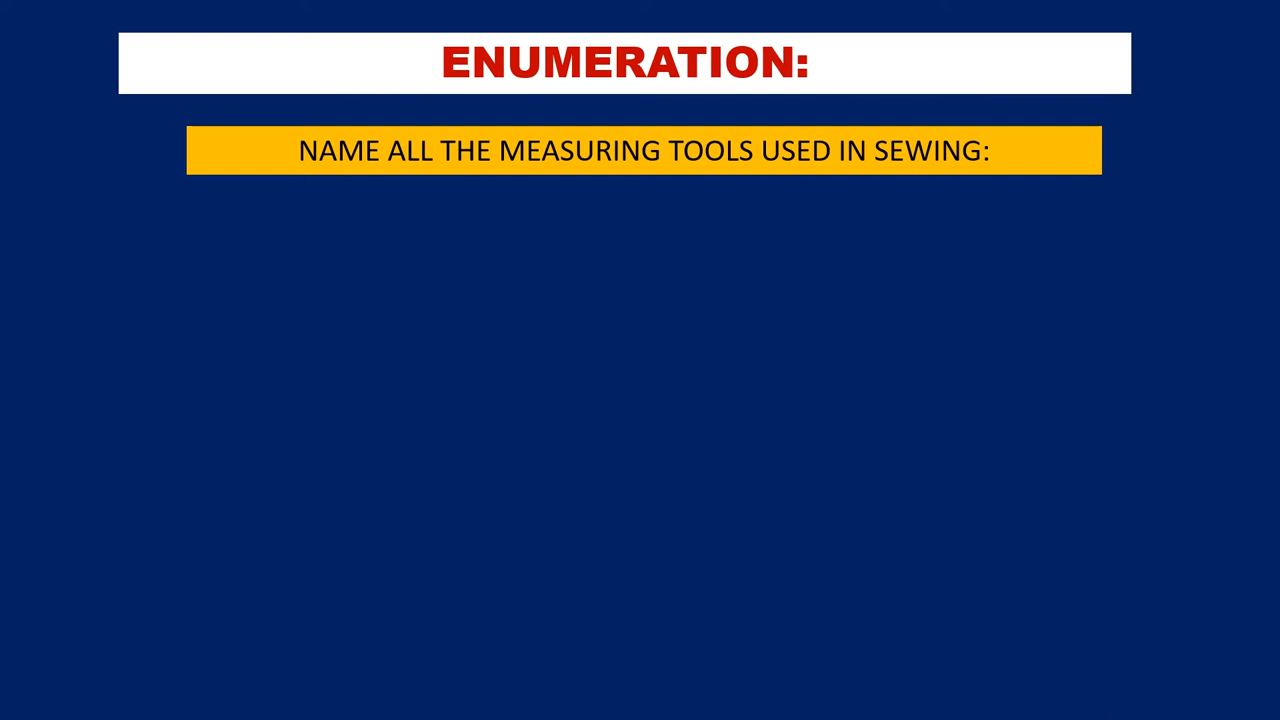 ENUMERATION:
NAME ALL THE MEASURING TOOLS USED IN SEWING: